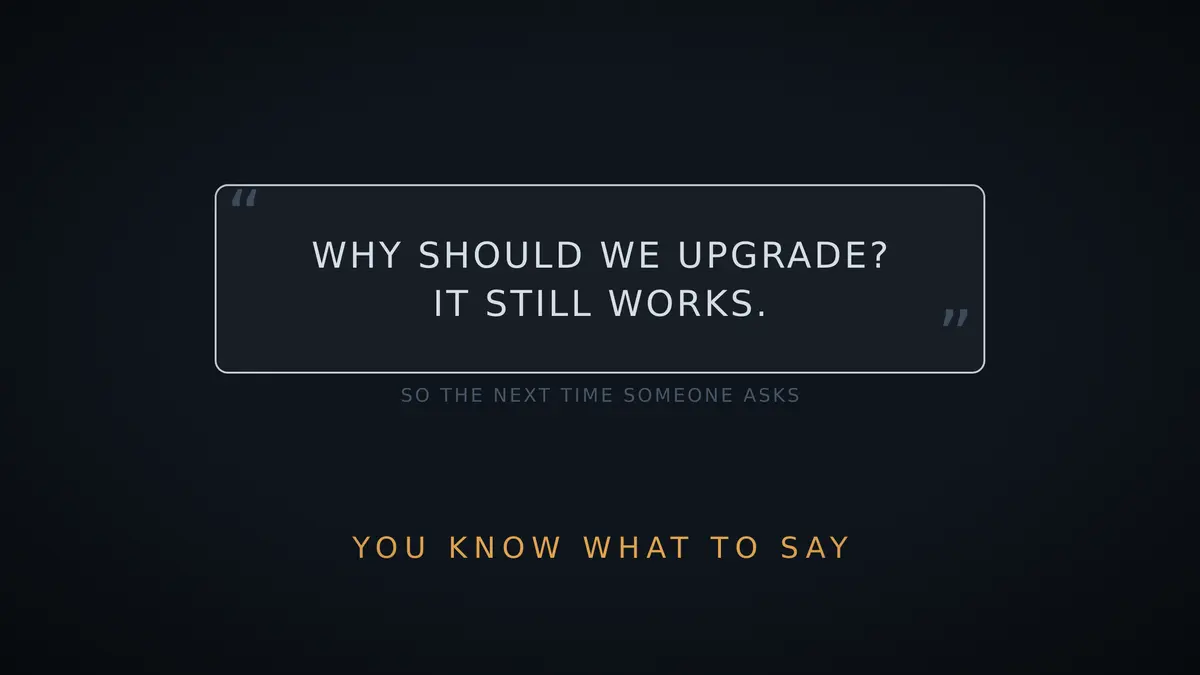 “
WHY SHOULD WE UPGRADE?
IT STILL WORKS.
”
SO THE NEXT TIME SOMEONE ASKS
YOU KNOW WHAT TO SAY